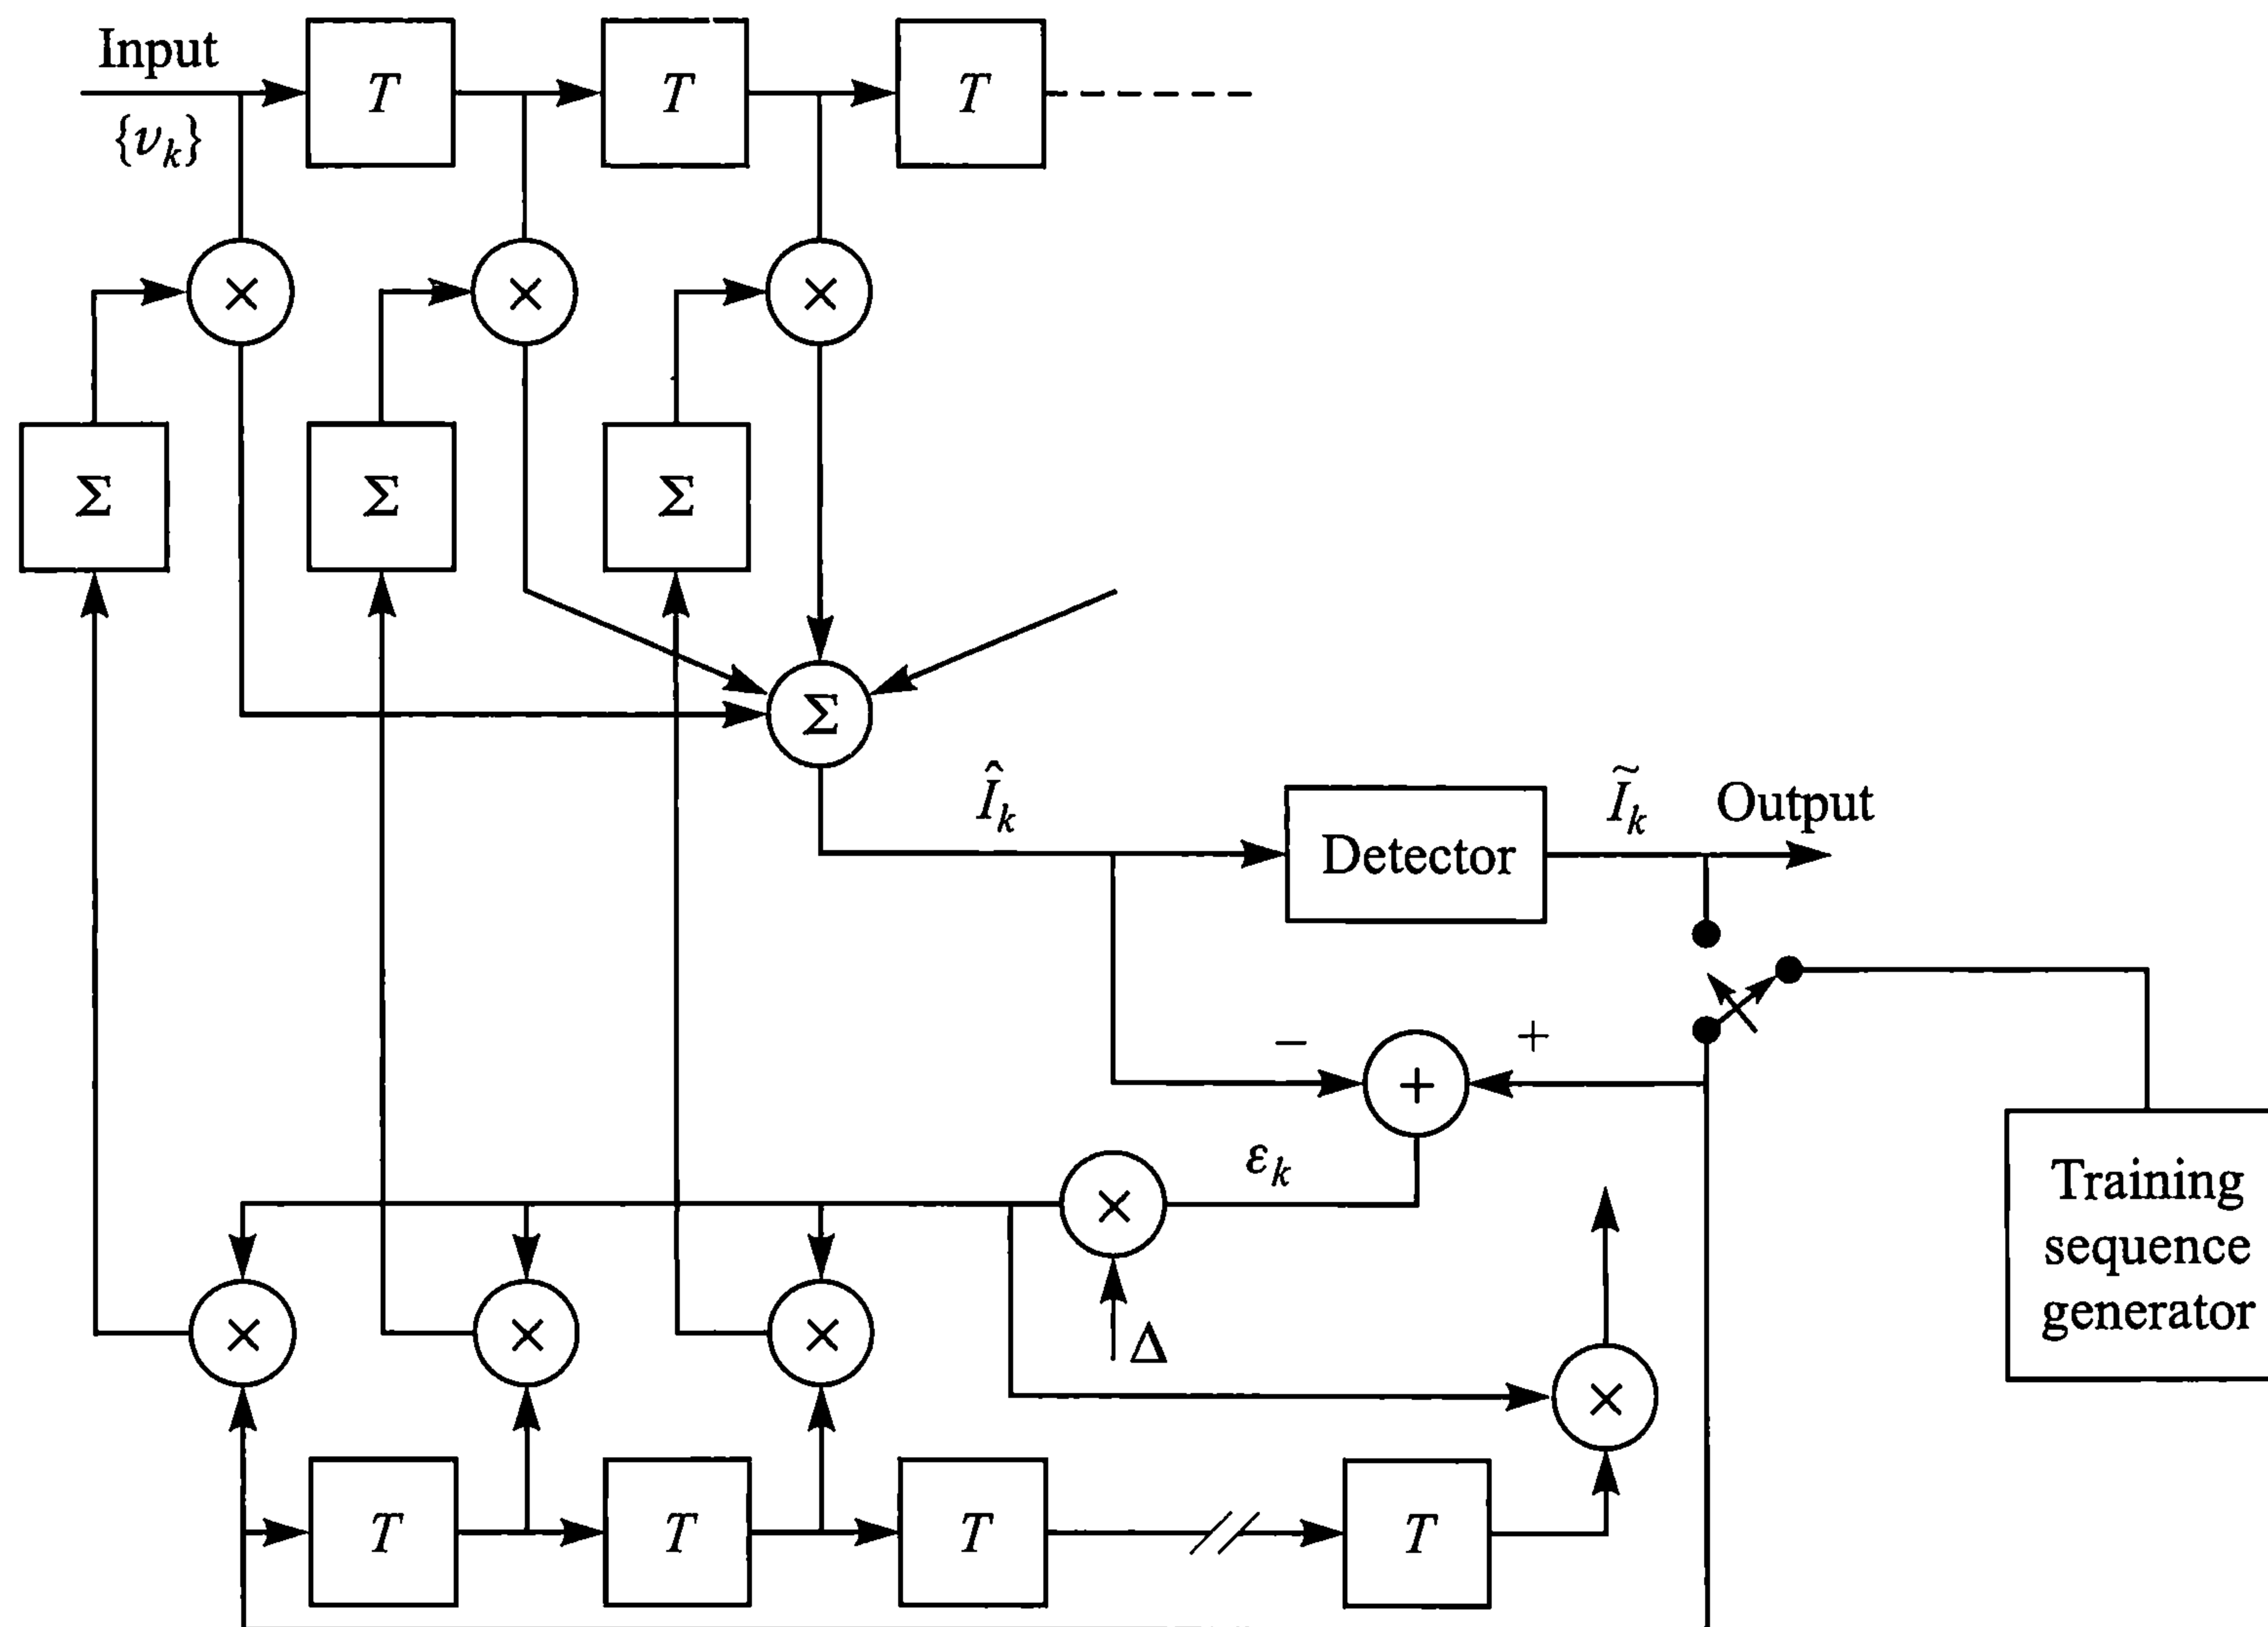 Input
{v_k}
T
T
T
×
×
×
Σ
Σ
Σ
Σ
Î_k
Detector
Ĩ_k
Output
−
+
+
ε_k
×
Δ
×
×
×
×
Training
sequence
generator
T
T
T
T